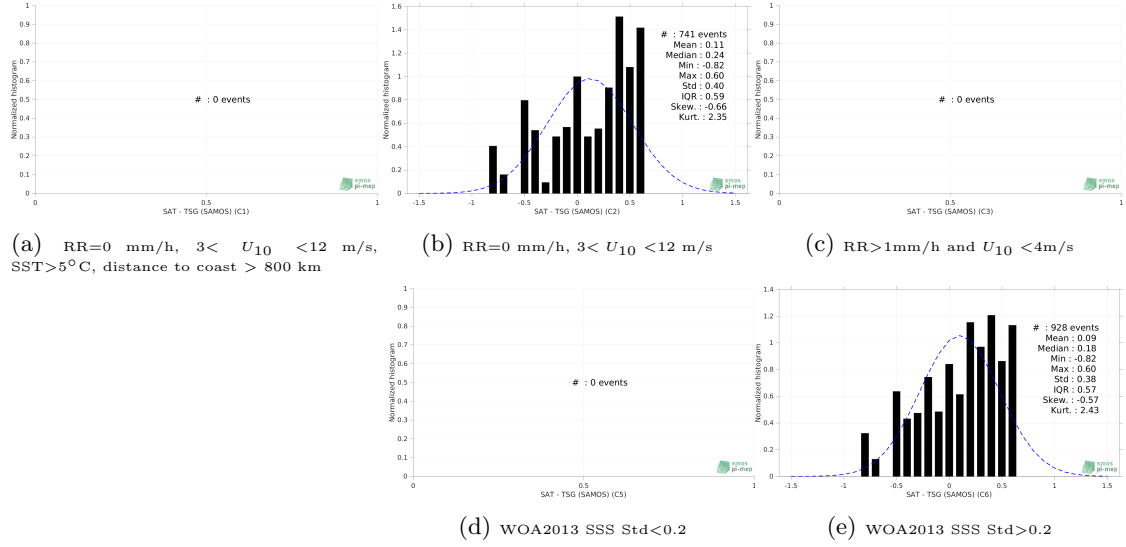 1
0.9
0.8
0.7
0.6
0.5
0.4
0.3
0.2
0.1
0
Normalized histogram
# : 0 events
0 0.5 1
SAT - TSG (SAMOS) (C1)
smos
pi-mep
1.6
1.4
1.2
1
0.8
0.6
0.4
0.2
0
Normalized histogram
# : 741 events
Mean : 0.11
Median : 0.24
Min : -0.82
Max : 0.60
Std : 0.40
IQR : 0.59
Skew. : -0.66
Kurt. : 2.35
-1.5 -1 -0.5 0 0.5 1 1.5
SAT - TSG (SAMOS) (C2)
smos
pi-mep
1
0.9
0.8
0.7
0.6
0.5
0.4
0.3
0.2
0.1
0
Normalized histogram
# : 0 events
0 0.5 1
SAT - TSG (SAMOS) (C3)
smos
pi-mep
(a) RR=0 mm/h, 3< U10 <12 m/s,
SST>5°C, distance to coast > 800 km
(b) RR=0 mm/h, 3< U10 <12 m/s
(c) RR>1mm/h and U10 <4m/s
1
0.9
0.8
0.7
0.6
0.5
0.4
0.3
0.2
0.1
0
Normalized histogram
# : 0 events
0 0.5 1
SAT - TSG (SAMOS) (C5)
smos
pi-mep
1.4
1.2
1
0.8
0.6
0.4
0.2
0
Normalized histogram
# : 928 events
Mean : 0.09
Median : 0.18
Min : -0.82
Max : 0.60
Std : 0.38
IQR : 0.57
Skew. : -0.57
Kurt. : 2.43
-1.5 -1 -0.5 0 0.5 1 1.5
SAT - TSG (SAMOS) (C6)
smos
pi-mep
(d) WOA2013 SSS Std<0.2
(e) WOA2013 SSS Std>0.2